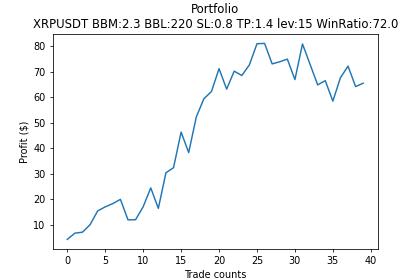 Portfolio
XRPUSDT BBM:2.3 BBL:220 SL:0.8 TP:1.4 lev:15 WinRatio:72.0
80
70
60
50
40
30
20
10
Profit ($)
0 5 10 15 20 25 30 35 40
Trade counts